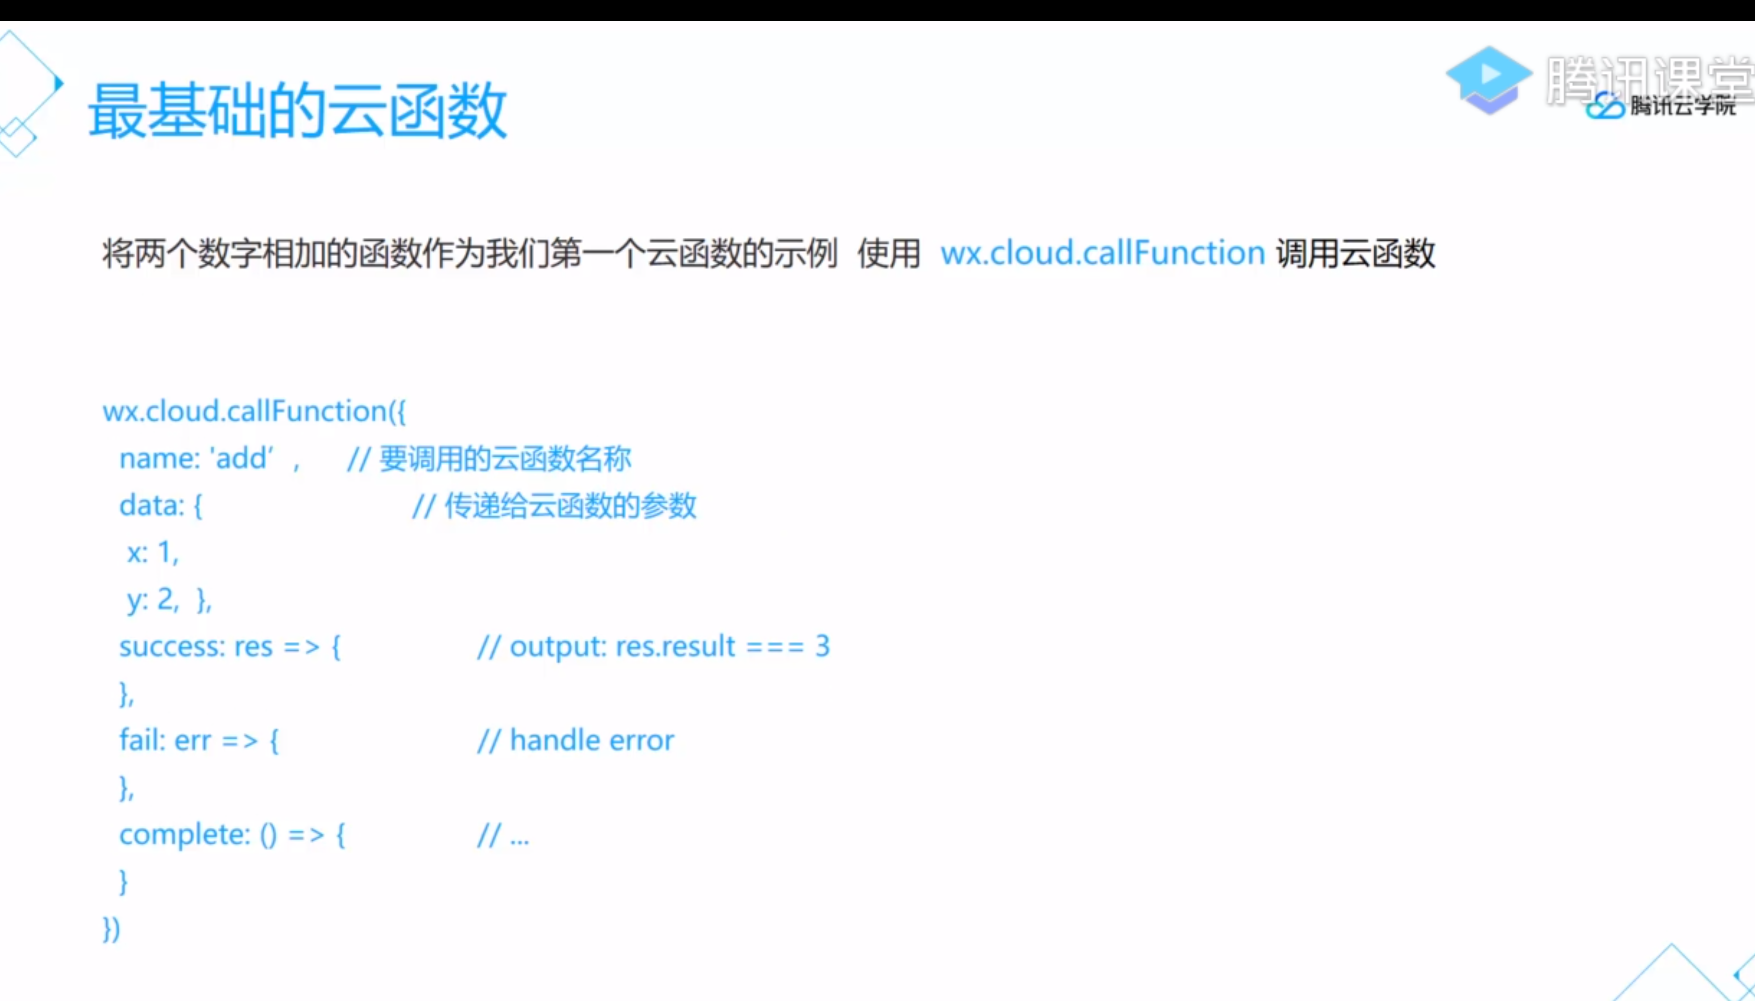 最基础的云函数
腾讯课堂
腾讯云学院
将两个数字相加的函数作为我们第一个云函数的示例 使用 wx.cloud.callFunction 调用云函数
wx.cloud.callFunction({
name: 'add’ , // 要调用的云函数名称
data: { // 传递给云函数的参数
x: 1,
y: 2, },
success: res => { // output: res.result === 3
},
fail: err => { // handle error
},
complete: () => { // ...
}
})